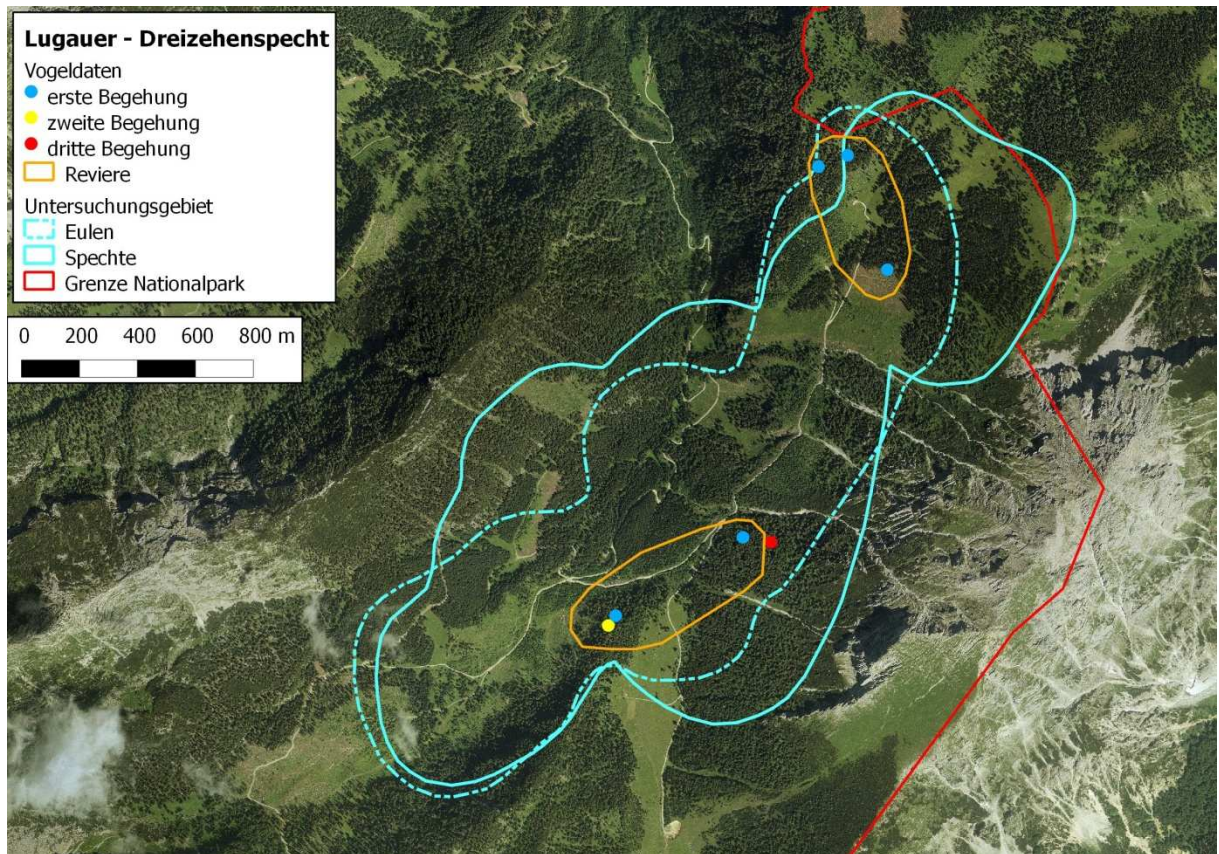 Lugauer - Dreizehenspecht
Vogeldaten
erste Begehung
zweite Begehung
dritte Begehung
Reviere
Untersuchungsgebiet
Eulen
Spechte
Grenze Nationalpark
0 200 400 600 800 m